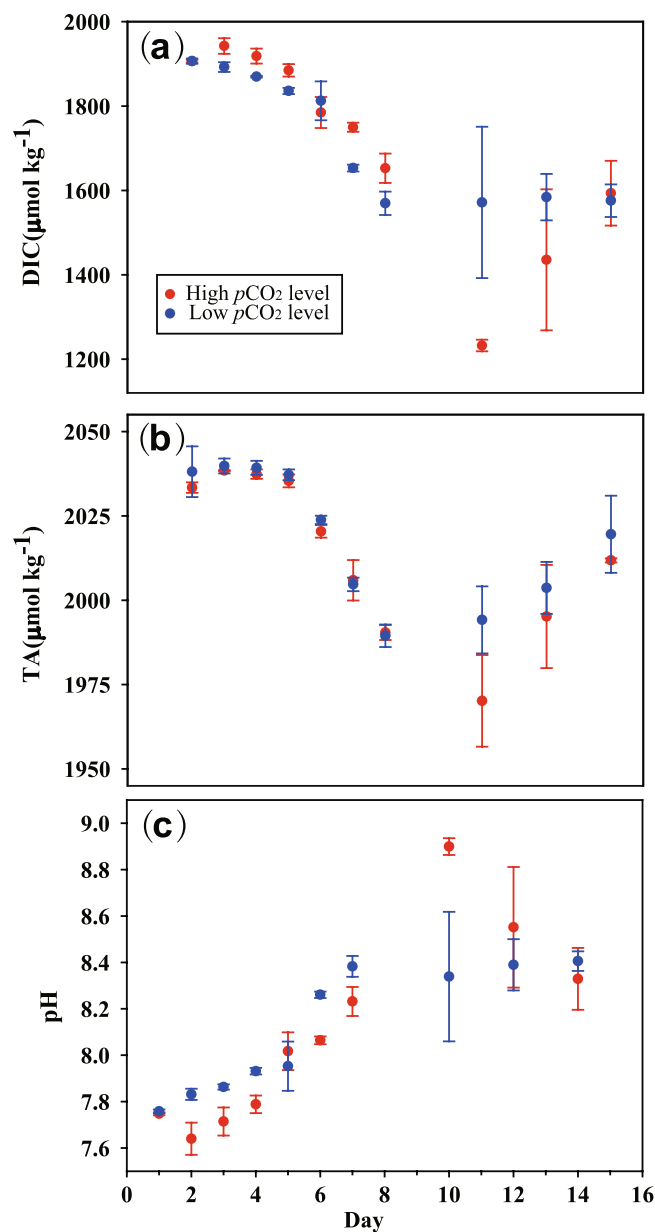 (a)
2000
1800
1600
1400
1200
DIC(μmol kg-1)
High pCO2 level
Low pCO2 level
(b)
2050
2025
2000
1975
1950
TA(μmol kg-1)
(c)
9.0
8.8
8.6
8.4
8.2
8.0
7.8
7.6
pH
0 2 4 6 8 10 12 14 16
Day